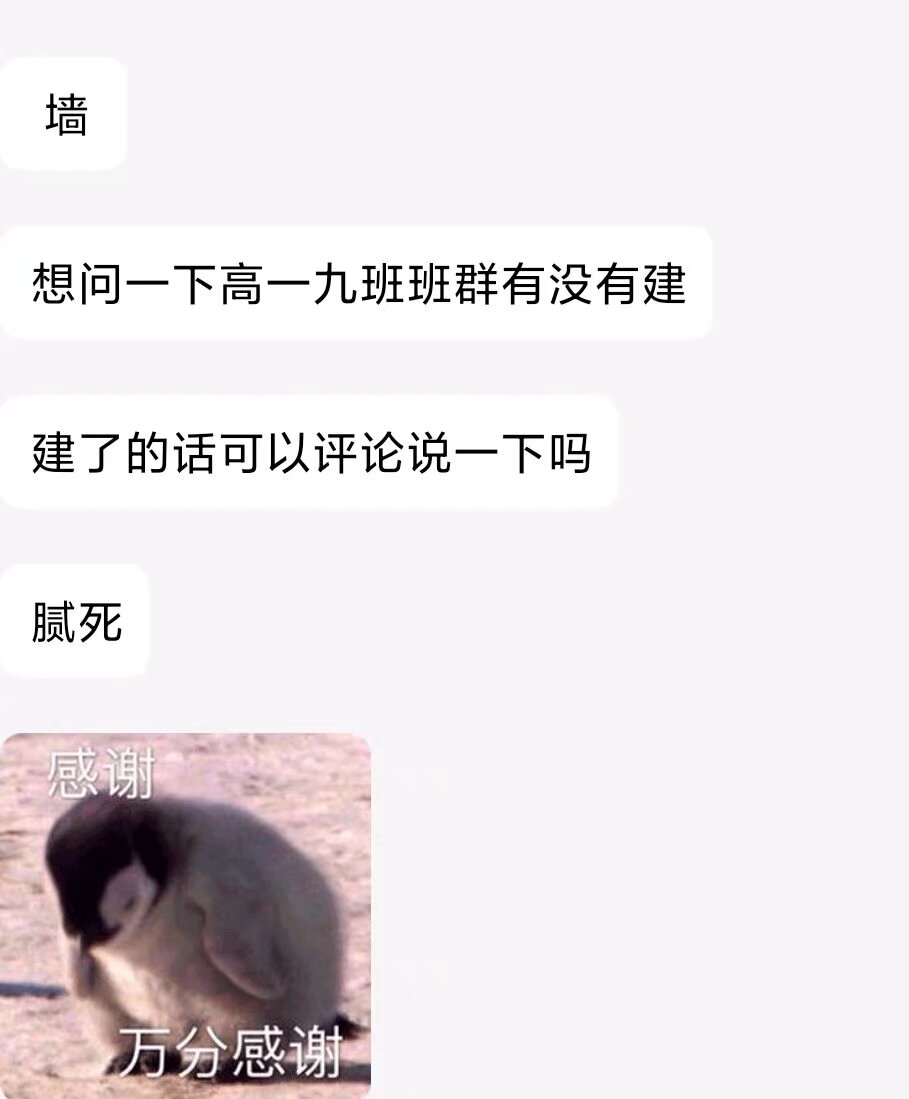 墙
想问一下高一九班班群有没有建
建了的话可以评论说一下吗
腻死
感谢
万分感谢